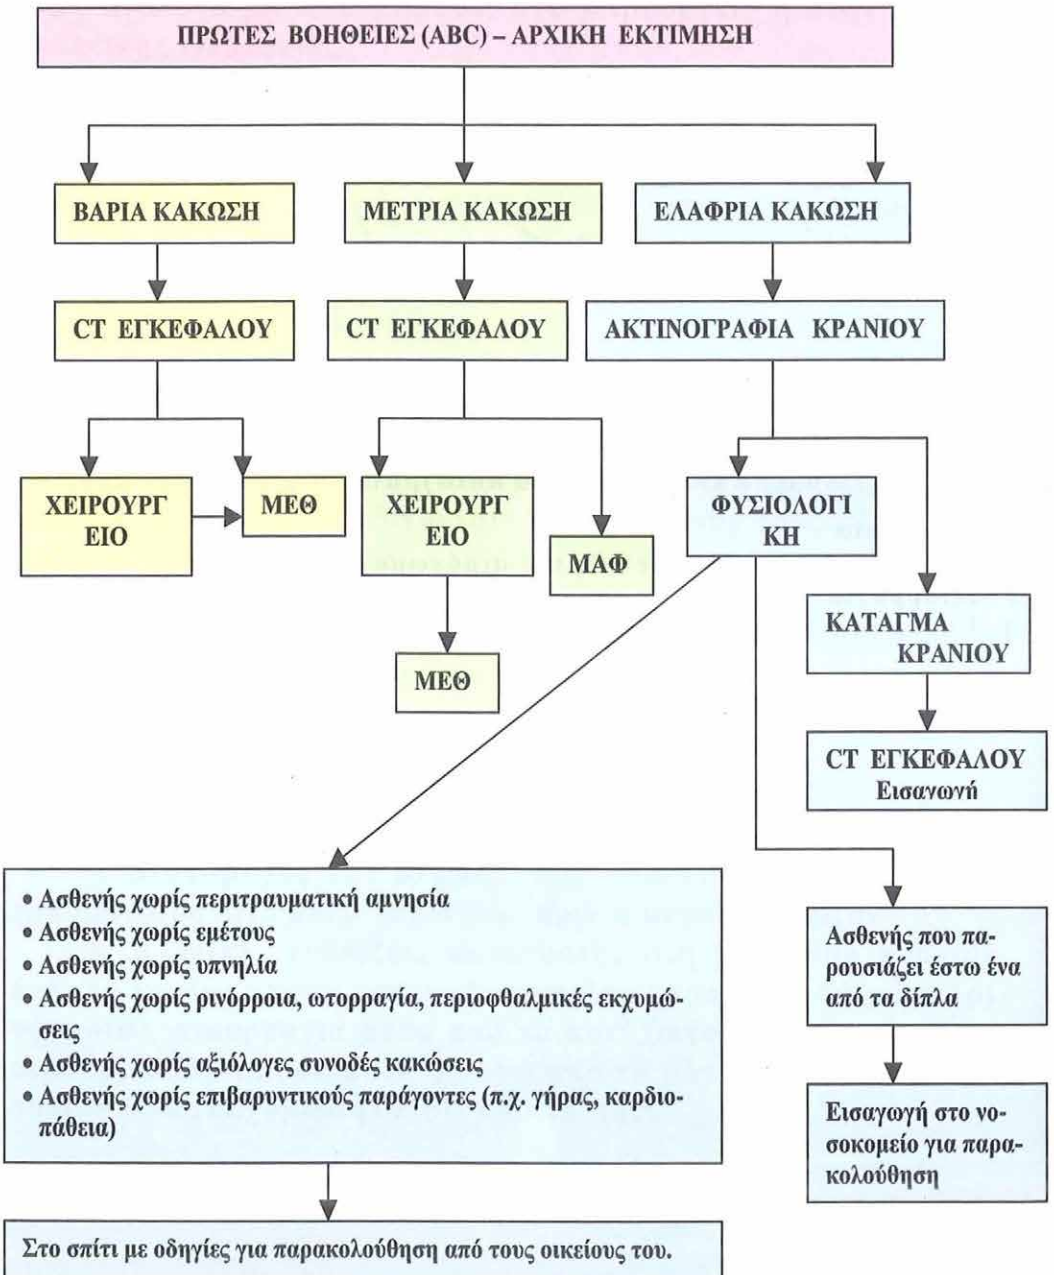 ΠΡΩΤΕΣ ΒΟΗΘΕΙΕΣ (ABC) – ΑΡΧΙΚΗ ΕΚΤΙΜΗΣΗ
ΒΑΡΙΑ ΚΑΚΩΣΗ
ΜΕΤΡΙΑ ΚΑΚΩΣΗ
ΕΛΑΦΡΙΑ ΚΑΚΩΣΗ
CT ΕΓΚΕΦΑΛΟΥ
CT ΕΓΚΕΦΑΛΟΥ
ΑΚΤΙΝΟΓΡΑΦΙΑ ΚΡΑΝΙΟΥ
ΧΕΙΡΟΥΡΓ
ΕΙΟ
ΜΕΘ
ΧΕΙΡΟΥΡΓ
ΕΙΟ
ΜΑΦ
ΜΕΘ
ΦΥΣΙΟΛΟΓΙ
ΚΗ
ΚΑΤΑΓΜΑ
ΚΡΑΝΙΟΥ
CT ΕΓΚΕΦΑΛΟΥ
Εισαγωγή
• Ασθενής χωρίς περιτραυματική αμνησία
• Ασθενής χωρίς εμέτους
• Ασθενής χωρίς υπνηλία
• Ασθενής χωρίς ρινόρροια, ωτορραγία, περιοφθαλμικές εκχυμώ-
σεις
• Ασθενής χωρίς αξιόλογες συνοδές κακώσεις
• Ασθενής χωρίς επιβαρυντικούς παράγοντες (π.χ. γήρας, καρδιο-
πάθεια)
Στο σπίτι με οδηγίες για παρακολούθηση από τους οικείους του.
Ασθενής που πα-
ρουσιάζει έστω ένα
από τα δίπλα
Εισαγωγή στο νο-
σοκομείο για παρα-
κολούθηση